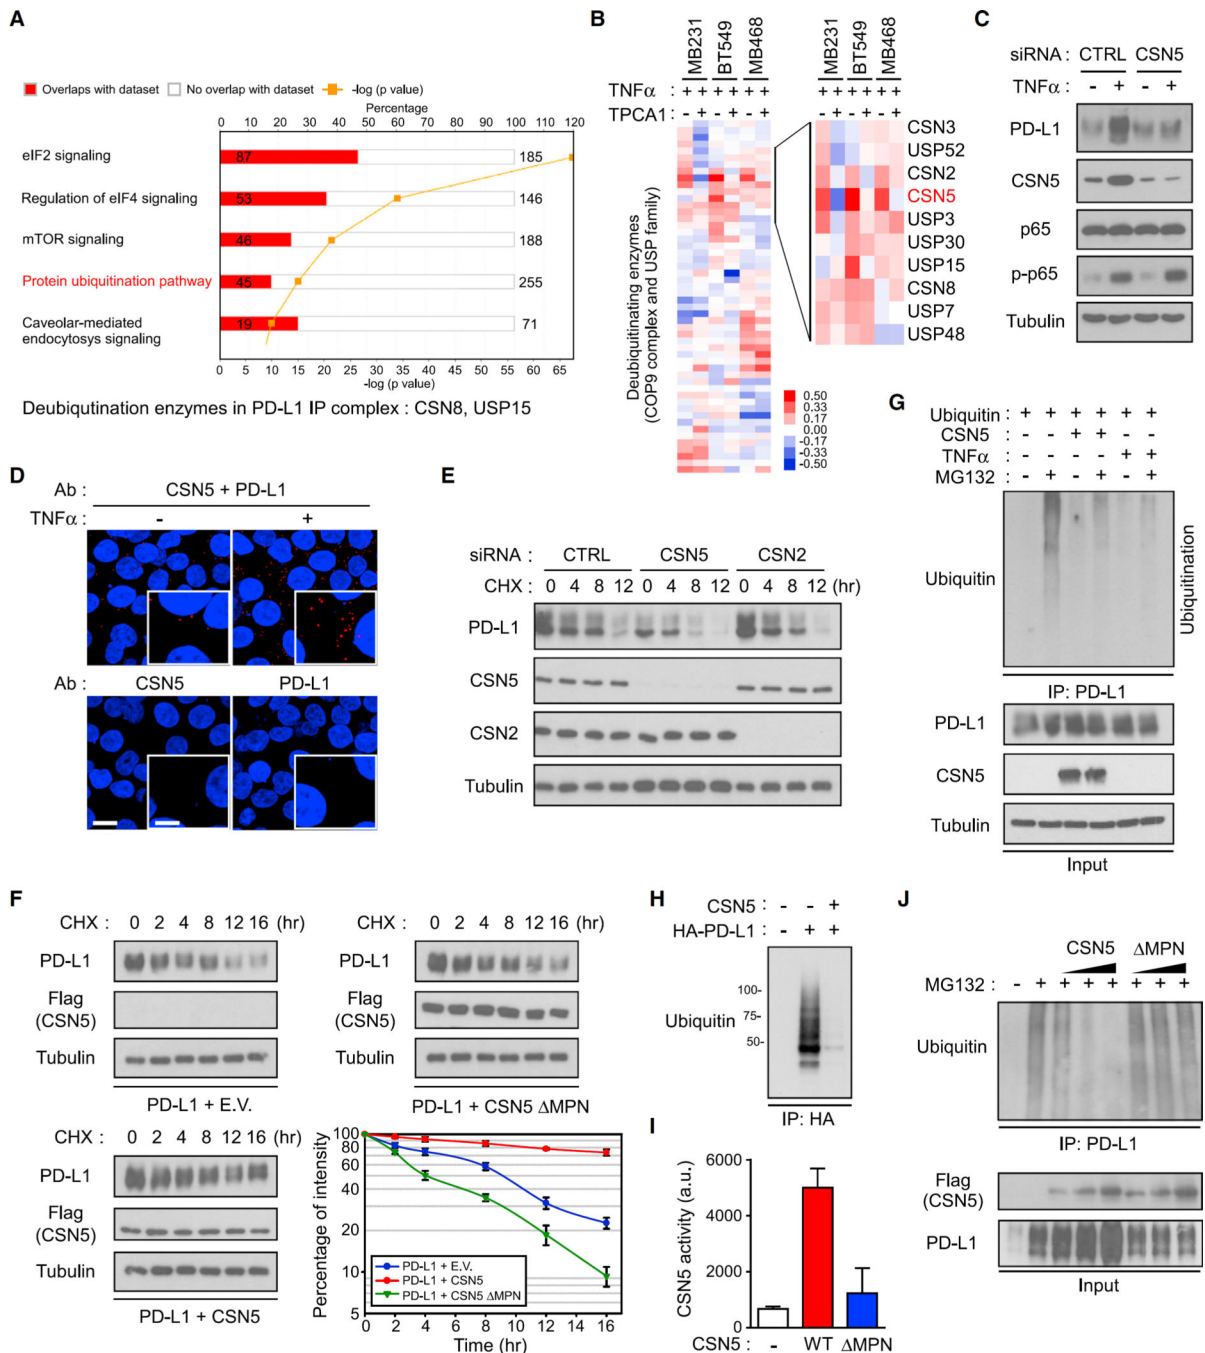 A
Overlaps with dataset No overlap with dataset -log (p value)
Percentage
0 10 20 30 40 50 60 70 80 90 100 110 120
eIF2 signaling 87 185
Regulation of eIF4 signaling 53 146
mTOR signaling 46 188
Protein ubiquitination pathway 45 255
Caveolar-mediated
endocytosys signaling 19 71
0 5 10 15 20 25 30 35 40 45 50 55 60 65
-log (p value)
Deubiqutination enzymes in PD-L1 IP complex : CSN8, USP15
B
MB231 BT549 MB468 MB231 BT549 MB468
TNFα : + + + + + + + + + + + +
TPCA1 : - + - + - + - + - + - +
Deubiquitinating enzymes
(COP9 complex and USP family)
CSN3
USP52
CSN2
CSN5
USP3
USP30
USP15
CSN8
USP7
USP48
0.50
0.33
0.17
0.00
-0.17
-0.33
-0.50
C
siRNA : CTRL CSN5
TNFα : - + - +
PD-L1
CSN5
p65
p-p65
Tubulin
D
Ab : CSN5 + PD-L1
TNFα : - +
Ab : CSN5 PD-L1
E
siRNA : CTRL CSN5 CSN2
CHX : 0 4 8 12 0 4 8 12 0 4 8 12 (hr)
PD-L1
CSN5
CSN2
Tubulin
G
Ubiquitin : + + + + + +
CSN5 : - - + + - -
TNFα : - - - - + +
MG132 : - + - + - +
Ubiquitin
Ubiquitination
IP: PD-L1
PD-L1
CSN5
Tubulin
Input
F
CHX : 0 2 4 8 12 16 (hr)
PD-L1
Flag
(CSN5)
Tubulin
PD-L1 + E.V.
CHX : 0 2 4 8 12 16 (hr)
PD-L1
Flag
(CSN5)
Tubulin
PD-L1 + CSN5 ΔMPN
CHX : 0 2 4 8 12 16 (hr)
PD-L1
Flag
(CSN5)
Tubulin
PD-L1 + CSN5
Percentage of intensity
100
80
60
40
20
10
5
PD-L1 + E.V.
PD-L1 + CSN5
PD-L1 + CSN5 ΔMPN
0 2 4 6 8 10 12 14 16
Time (hr)
H
CSN5 : - - +
HA-PD-L1 : - + +
100-
75-
Ubiquitin
50-
IP: HA
I
CSN5 activity (a.u.)
6000
4000
2000
0
CSN5 : - WT ΔMPN
J
CSN5 ΔMPN
MG132 : - + + + + + + +
Ubiquitin
IP: PD-L1
Flag
(CSN5)
PD-L1
Input